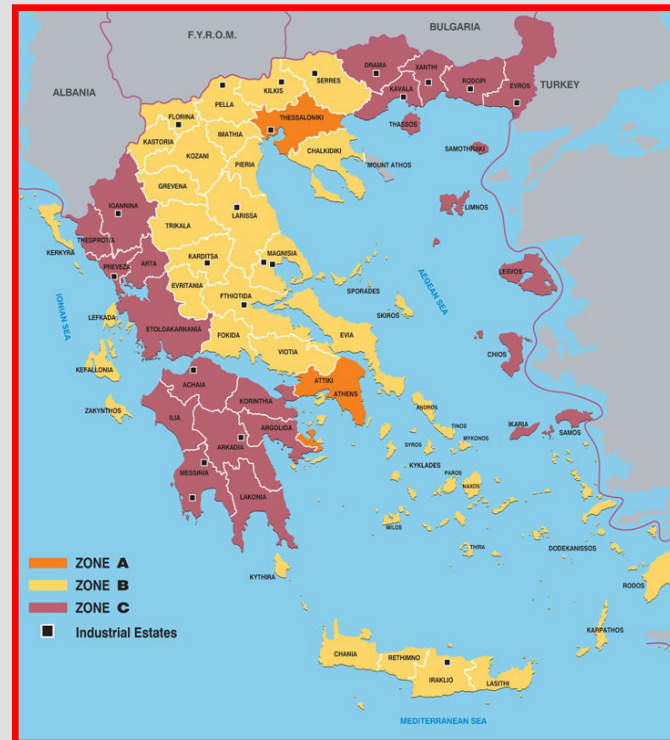 BULGARIA
F.Y.R.O.M.
ALBANIA
TURKEY
DRAMA
XANTHI
RODOPI
EVROS
KAVALA
SERRES
KILKIS
PELLA
THESSALONIKI
FLORINA
IMATHIA
KASTORIA
CHALKIDIKI
KOZANI
PIERIA
THASSOS
SAMOTHRAKI
MOUNT ATHOS
GREVENA
IOANNINA
LARISSA
LIMNOS
TRIKALA
THESPROTIA
KERKYRA
KARDITSA
MAGNISIA
PREVEZA
ARTA
LESVOS
AEGEAN SEA
EVRITANIA
FTHIOTIDA
SPORADES
SKIROS
IONIAN SEA
LEFKADA
ETOLOAKARNANIA
FOKIDA
EVIA
VIOTIA
CHIOS
KEFALLONIA
ACHAIA
ATTIKI
ATHENS
KORINTHIA
ZAKYNTHOS
ILIA
ARGOLIDA
ANDROS
TINOS
IKARIA
SAMOS
ARKADIA
SYROS
MYKONOS
KYKLADES
MESSINIA
PAROS
NAXOS
LAKONIA
MILOS
THIRA
DODEKANISSOS
KYTHIRA
RODOS
KARPATHOS
ZONE A
ZONE B
ZONE C
Industrial Estates
CHANIA
RETHIMNO
IRAKLIO
LASITHI
MEDITERRANEAN SEA